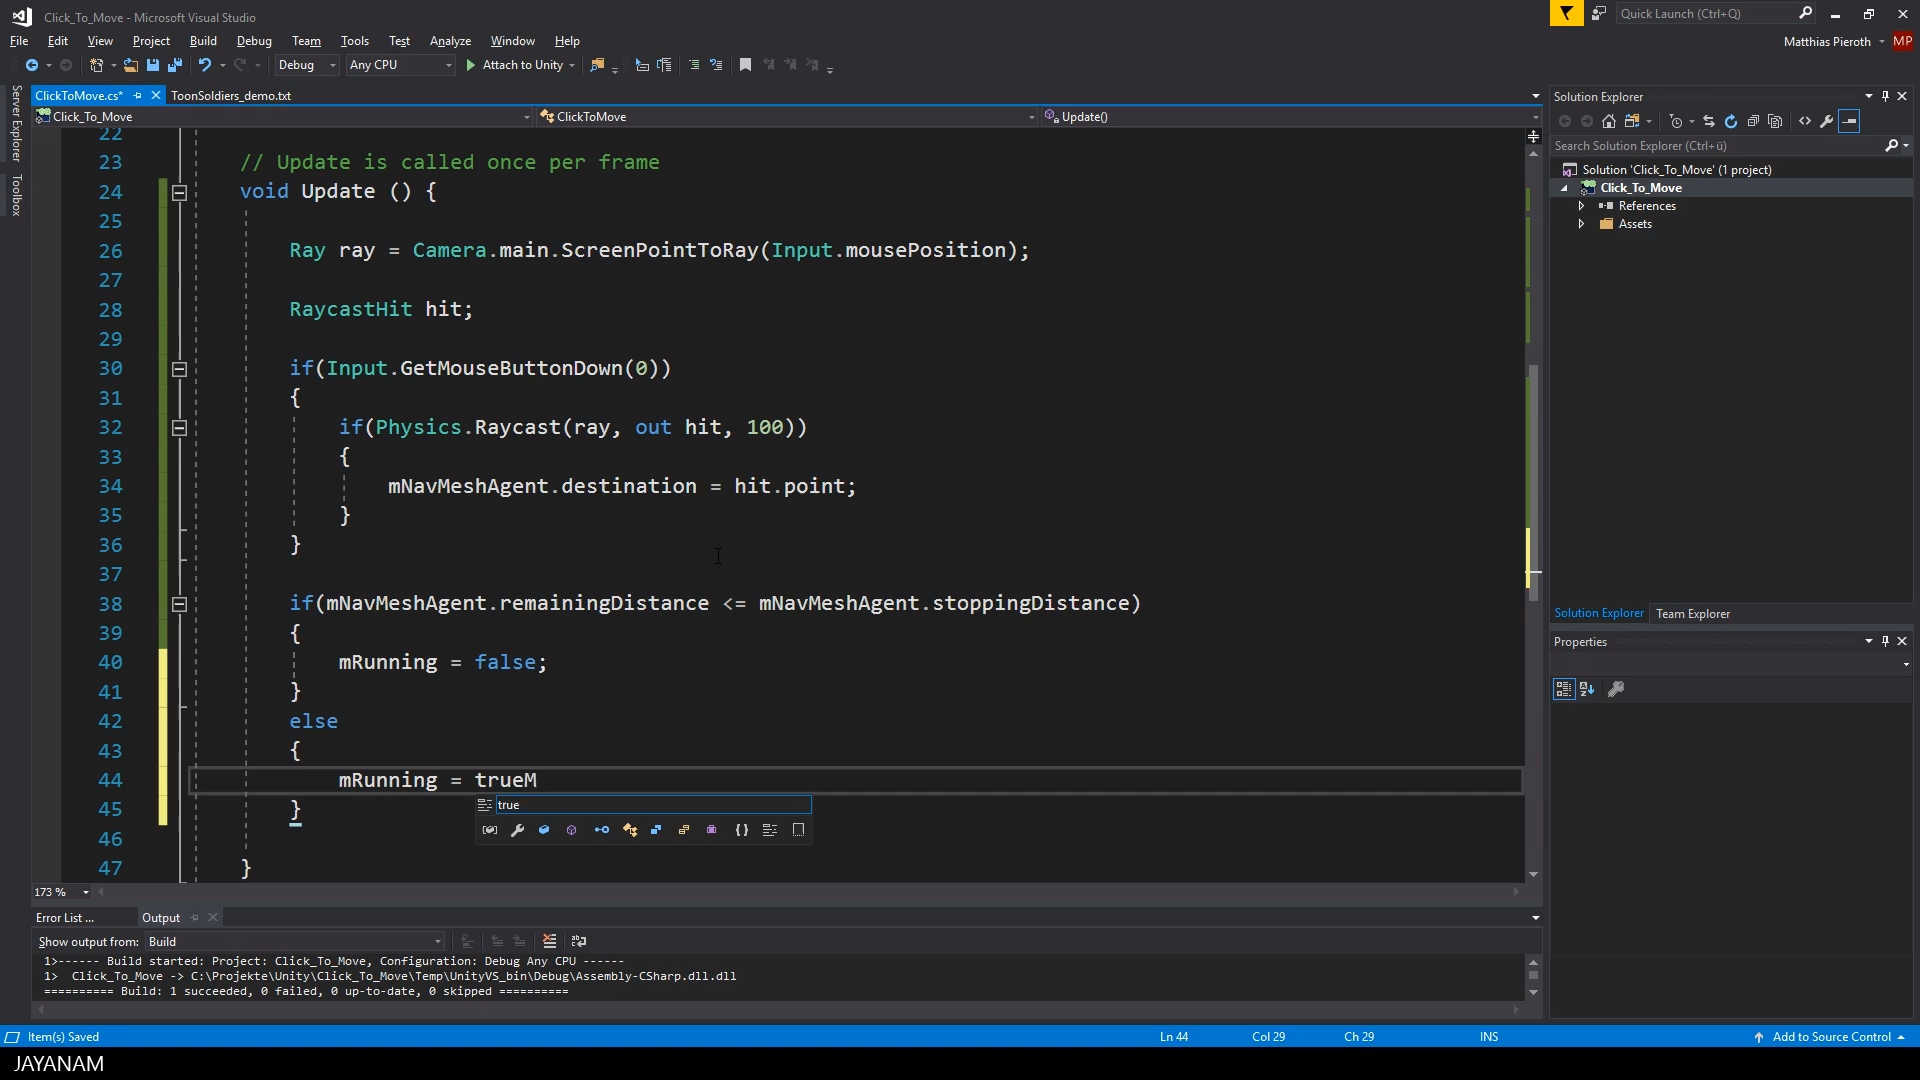 Click_To_Move - Microsoft Visual Studio
Quick Launch (Ctrl+Q)
File Edit View Project Build Debug Team Tools Test Analyze Window Help
Matthias Pieroth MP
Debug Any CPU Attach to Unity
Server Explorer
Toolbox
ClickToMove.cs* ToonSoldiers_demo.txt
Click_To_Move ClickToMove Update()
22
23 // Update is called once per frame
24 void Update () {
25
26 Ray ray = Camera.main.ScreenPointToRay(Input.mousePosition);
27
28 RaycastHit hit;
29
30 if(Input.GetMouseButtonDown(0))
31 {
32 if(Physics.Raycast(ray, out hit, 100))
33 {
34 mNavMeshAgent.destination = hit.point;
35 }
36 }
37
38 if(mNavMeshAgent.remainingDistance <= mNavMeshAgent.stoppingDistance)
39 {
40 mRunning = false;
41 }
42 else
43 {
44 mRunning = trueM
true
45 }
46
47 }
173 %
Error List ... Output
Show output from: Build
1>------ Build started: Project: Click_To_Move, Configuration: Debug Any CPU ------
1> Click_To_Move -> C:\Projekte\Unity\Click_To_Move\Temp\UnityVS_bin\Debug\Assembly-CSharp.dll.dll
========== Build: 1 succeeded, 0 failed, 0 up-to-date, 0 skipped ==========
Solution Explorer
Search Solution Explorer (Ctrl+ü)
Solution 'Click_To_Move' (1 project)
Click_To_Move
References
Assets
Solution Explorer Team Explorer
Properties
Item(s) Saved Ln 44 Col 29 Ch 29 INS Add to Source Control
JAYANAM